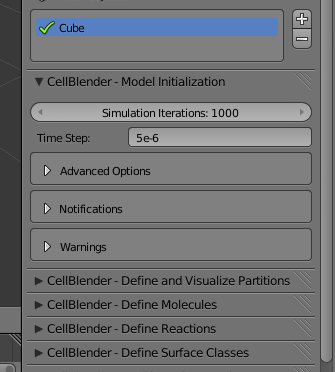 Cube
CellBlender - Model Initialization
Simulation Iterations: 1000
Time Step: 5e-6
Advanced Options
Notifications
Warnings
CellBlender - Define and Visualize Partitions
CellBlender - Define Molecules
CellBlender - Define Reactions
CellBlender - Define Surface Classes